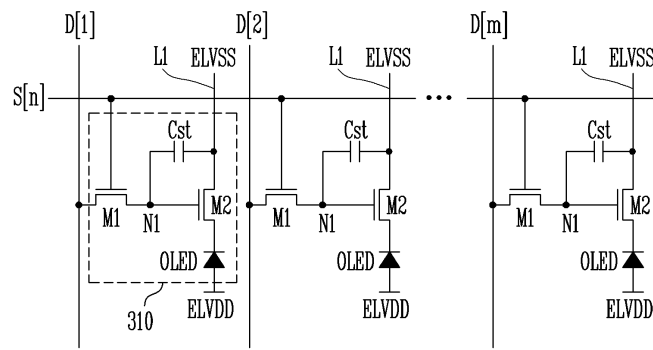 D[1] D[2] D[m]
L1 ELVSS L1 ELVSS L1 ELVSS
S[n]
Cst Cst Cst
M1 N1 M2 M1 N1 M2 M1 N1 M2
OLED OLED OLED
310 ELVDD ELVDD ELVDD